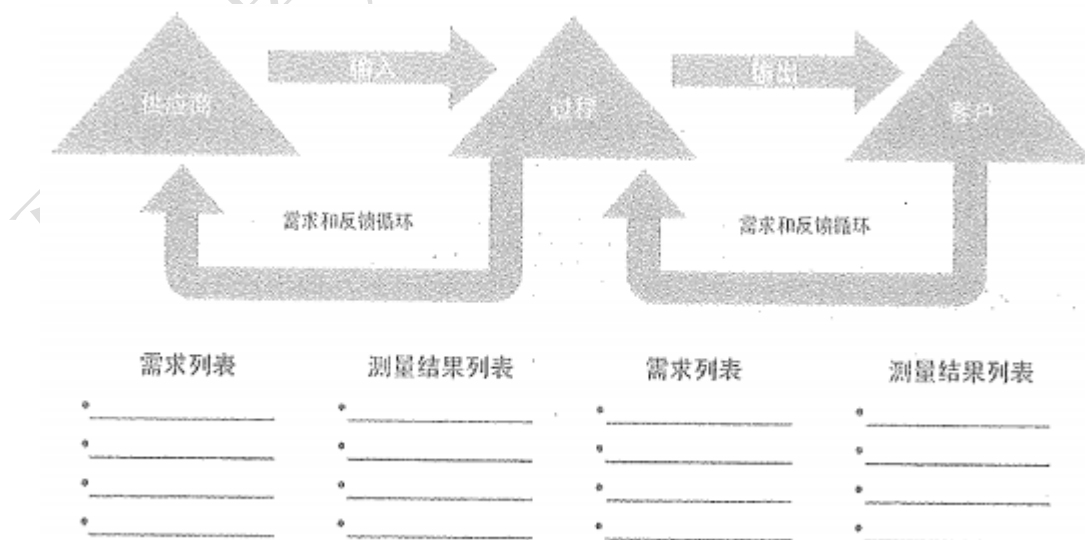 供应商
输入
过程
输出
客户
需求和反馈循环
需求和反馈循环
需求列表
测量结果列表
需求列表
测量结果列表